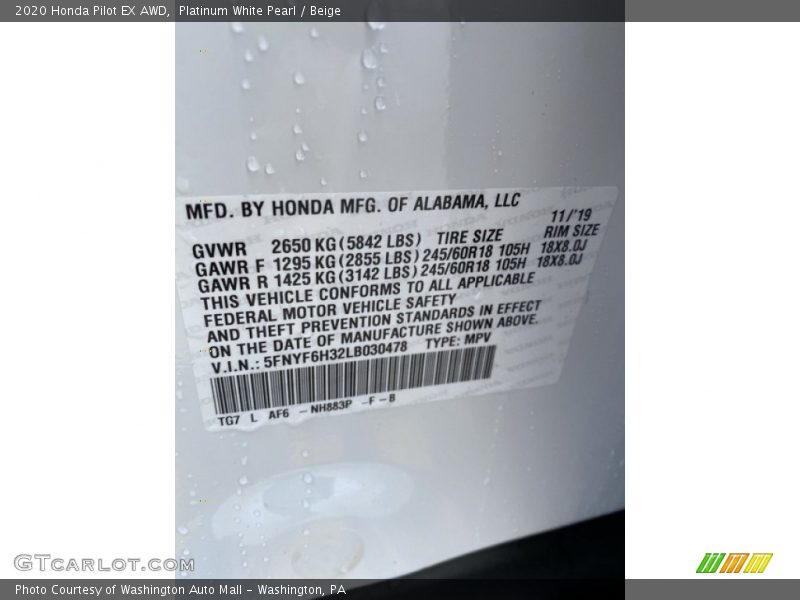 2020 Honda Pilot EX AWD, Platinum White Pearl / Beige
MFD. BY HONDA MFG. OF ALABAMA, LLC
11/'19
GVWR 2650 KG (5842 LBS) TIRE SIZE RIM SIZE
GAWR F 1295 KG (2855 LBS) 245/60R18 105H 18X8.0J
GAWR R 1425 KG (3142 LBS) 245/60R18 105H 18X8.0J
THIS VEHICLE CONFORMS TO ALL APPLICABLE
FEDERAL MOTOR VEHICLE SAFETY
AND THEFT PREVENTION STANDARDS IN EFFECT
ON THE DATE OF MANUFACTURE SHOWN ABOVE.
V.I.N.: 5FNYF6H32LB030478 TYPE: MPV
TG7 L AF6 - NH883P - F - B
GTCARLOT.COM
Photo Courtesy of Washington Auto Mall - Washington, PA